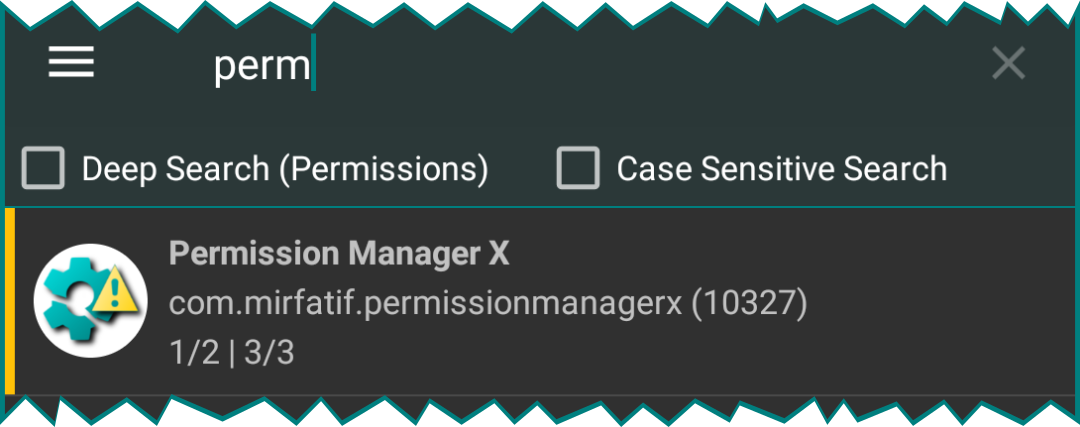 perm
Deep Search (Permissions) Case Sensitive Search
Permission Manager X
com.mirfatif.permissionmanagerx (10327)
1/2 | 3/3